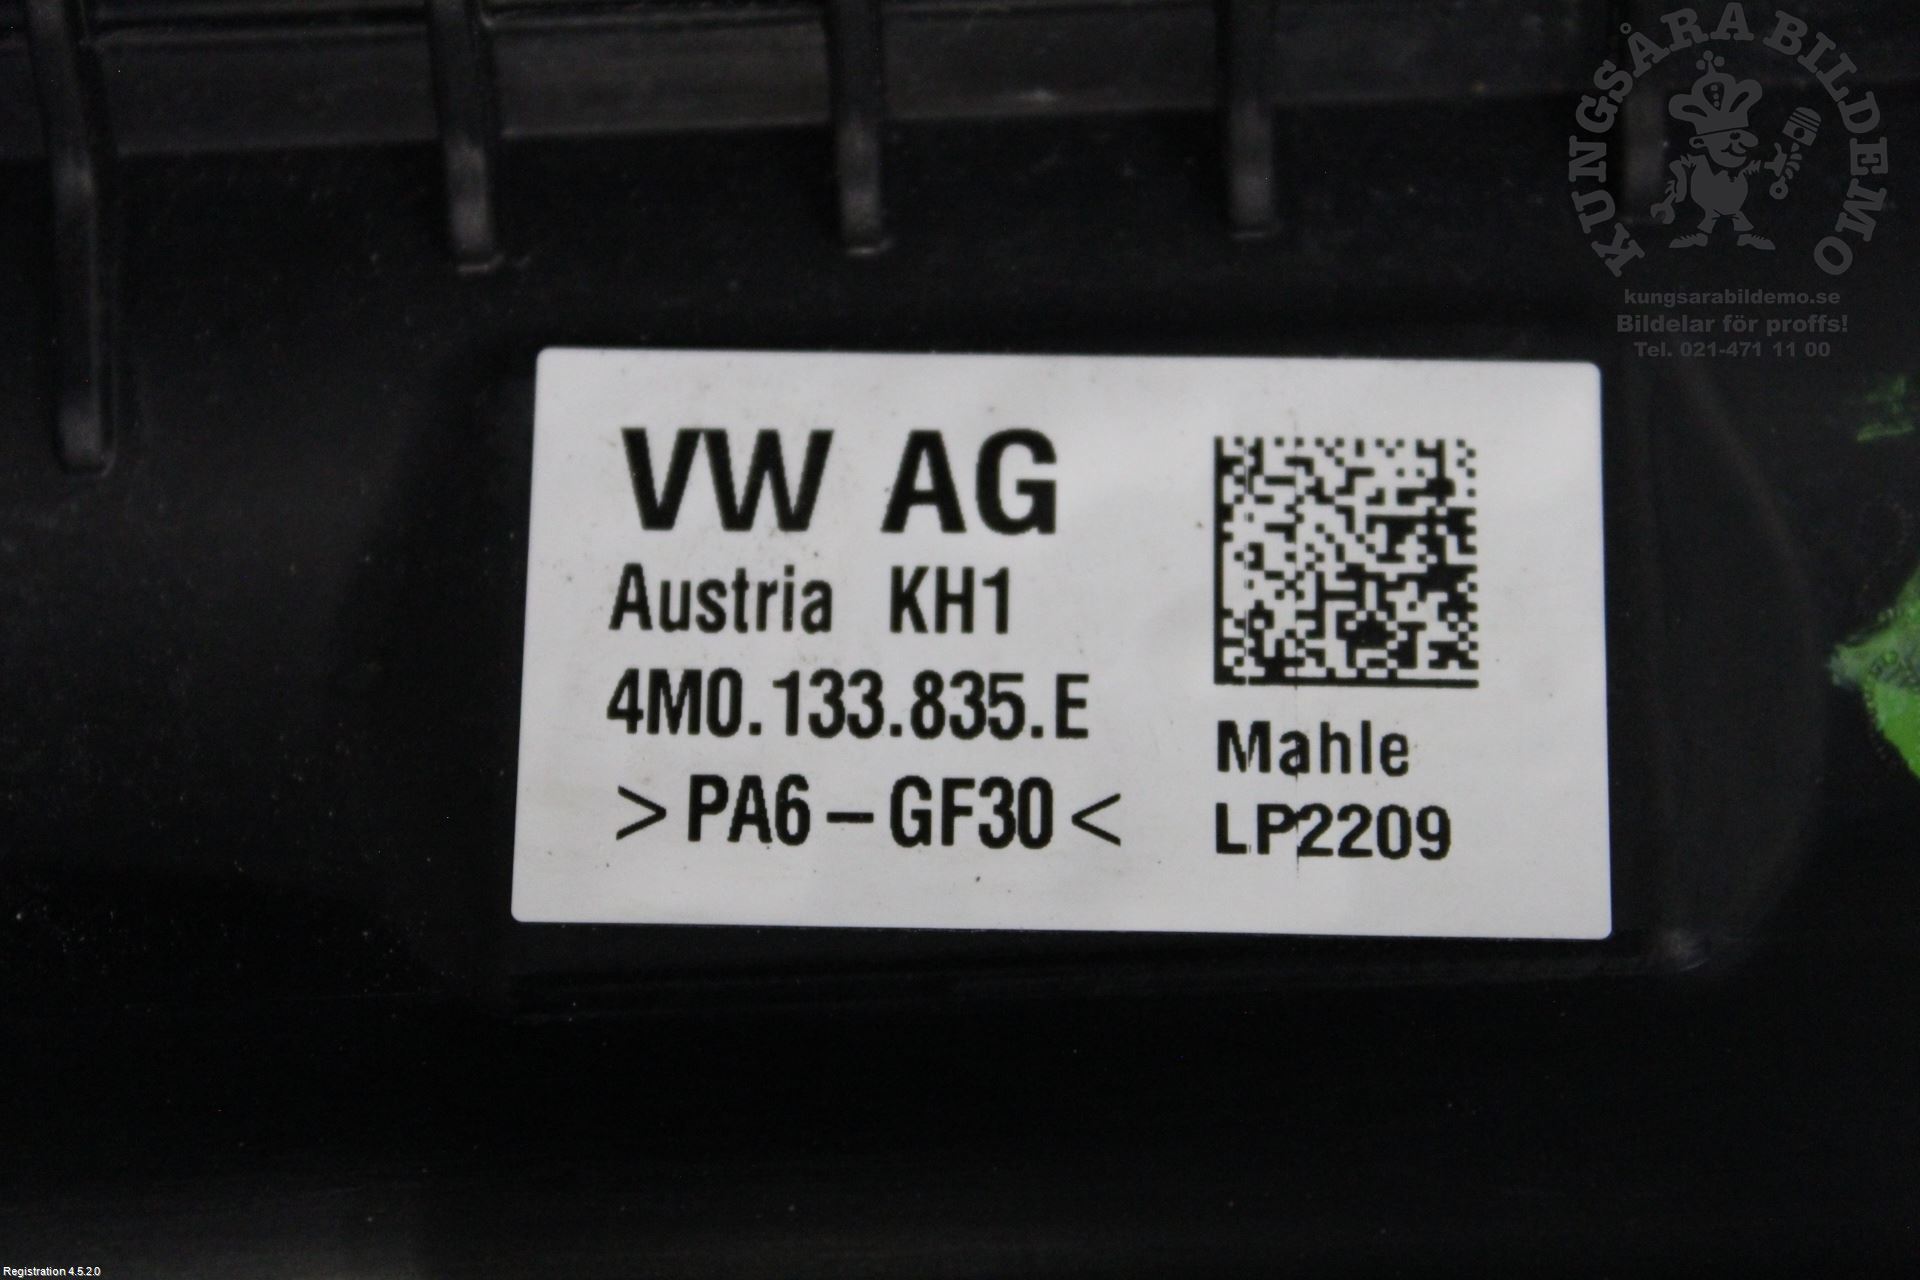 KUNGSÅRA BILDEMO
kungsarabildemo.se
Bildelar för proffs!
Tel. 021-471 11 00
VW AG
Austria KH1
4M0.133.835.E
>PA6-GF30<
Mahle
LP2209
Registration 4.5.2.0